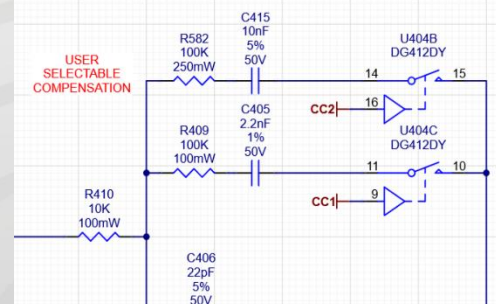 C415
10nF
5%
50V
R582
100K
250mW
U404B
DG412DY
14
15
USER
SELECTABLE
COMPENSATION
CC2
16
C405
2.2nF
1%
50V
R409
100K
100mW
U404C
DG412DY
11
10
CC1
9
R410
10K
100mW
C406
22pF
5%
50V